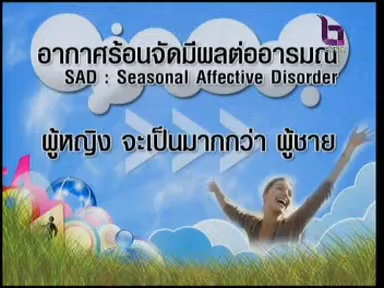 อากาศร้อนจัดมีผลต่ออารมณ์
SAD : Seasonal Affective Disorder
ผู้หญิง จะเป็นมากกว่า ผู้ชาย